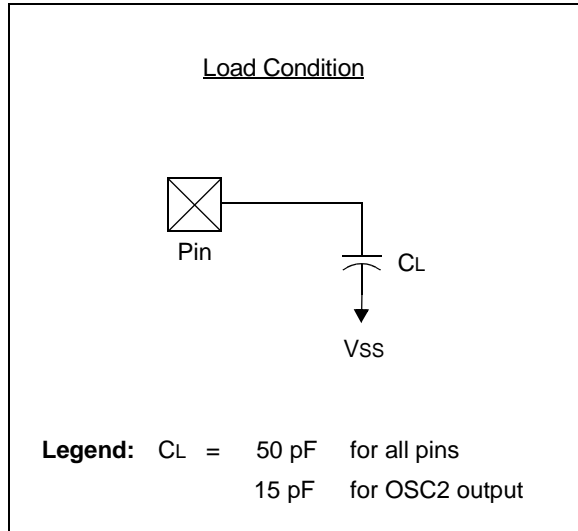 Load Condition
Pin
CL
VSS
Legend: CL = 50 pF for all pins
15 pF for OSC2 output